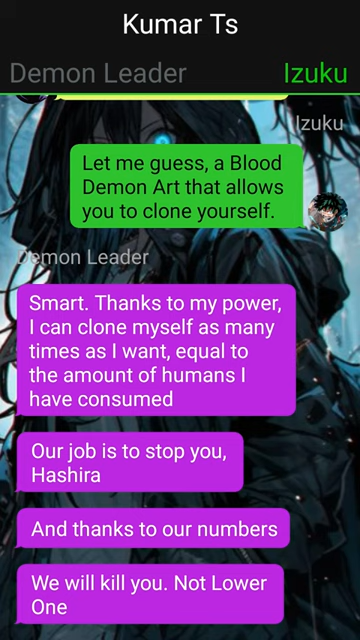 Kumar Ts
Demon Leader Izuku
Izuku
Let me guess, a Blood
Demon Art that allows
you to clone yourself.
Demon Leader
Smart. Thanks to my power,
I can clone myself as many
times as I want, equal to
the amount of humans I
have consumed
Our job is to stop you,
Hashira
And thanks to our numbers
We will kill you. Not Lower
One